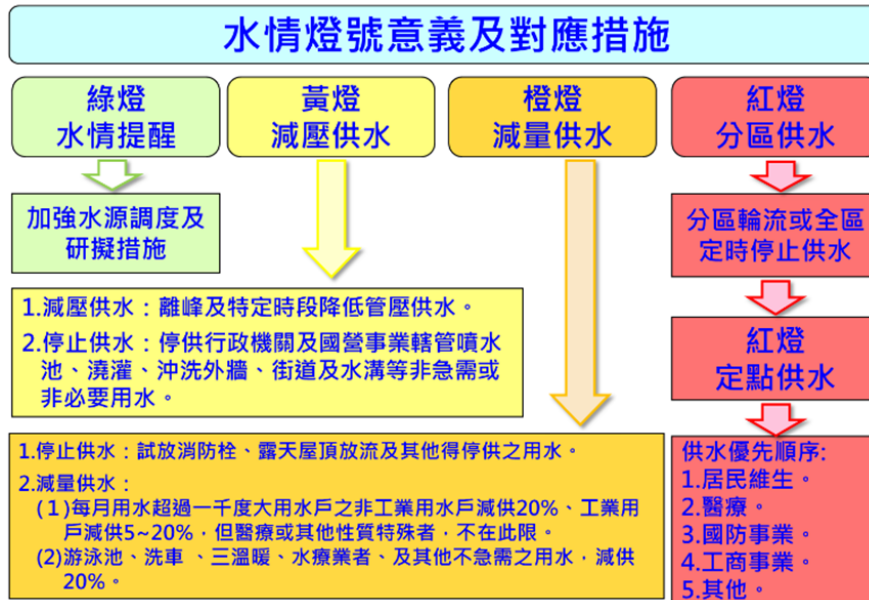 水情燈號意義及對應措施
綠燈
水情提醒
黃燈
減壓供水
橙燈
減量供水
紅燈
分區供水
加強水源調度及
研擬措施
分區輪流或全區
定時停止供水
1.減壓供水：離峰及特定時段降低管壓供水。
2.停止供水：停供行政機關及國營事業轄管噴水
池、澆灌、沖洗外牆、街道及水溝等非急需或
非必要用水。
紅燈
定點供水
1.停止供水：試放消防栓、露天屋頂放流及其他得停供之用水。
2.減量供水：
(1)每月用水超過一千度大用水戶之非工業用水戶減供20%、工業用
戶減供5~20%，但醫療或其他性質特殊者，不在此限。
(2)游泳池、洗車 、三溫暖、水療業者、及其他不急需之用水，減供
20%。
供水優先順序:
1.居民維生。
2.醫療。
3.國防事業。
4.工商事業。
5.其他。